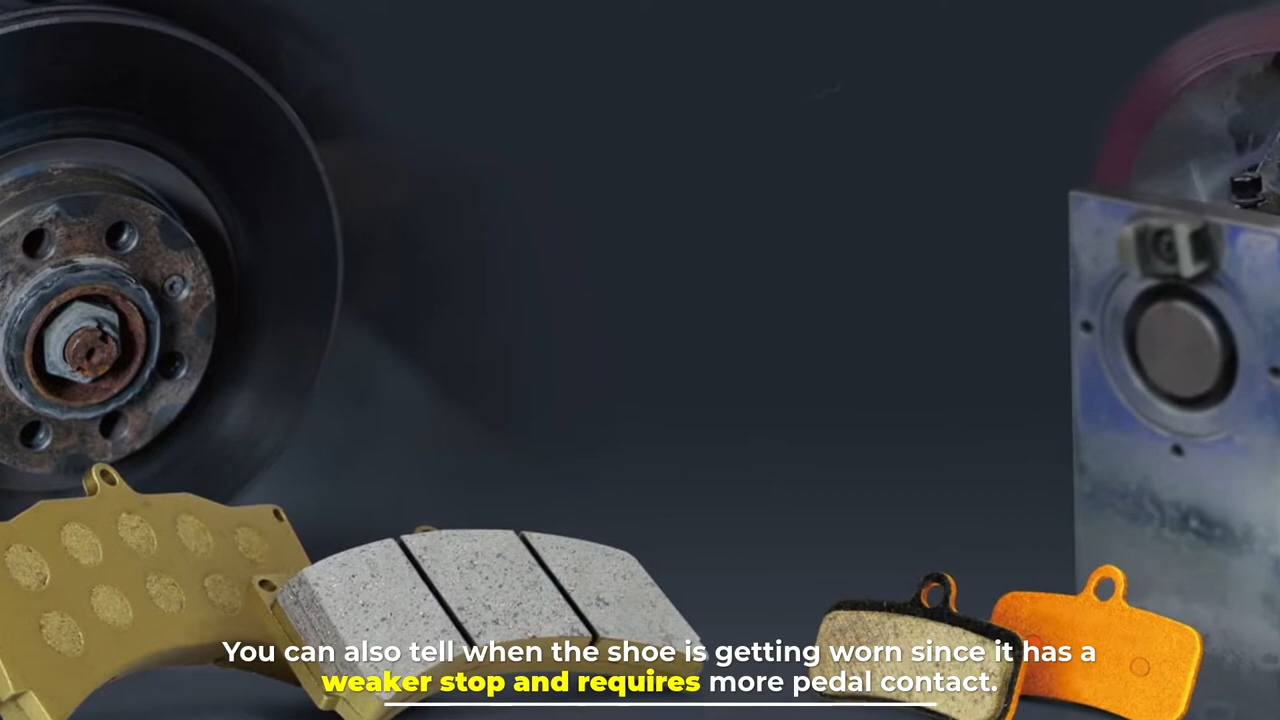 You can also tell when the shoe is getting worn since it has a
weaker stop and requires more pedal contact.